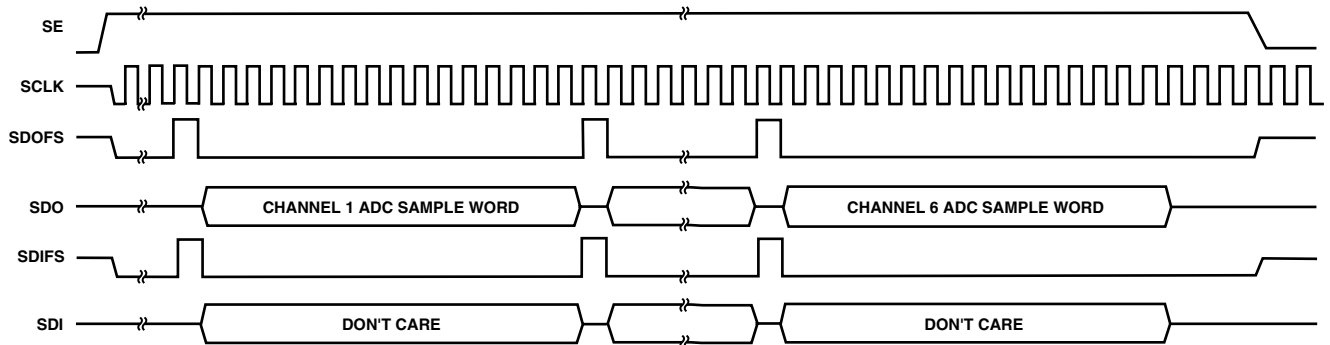 SE
SCLK
SDOFS
SDO
CHANNEL 1 ADC SAMPLE WORD
CHANNEL 6 ADC SAMPLE WORD
SDIFS
SDI
DON'T CARE
DON'T CARE